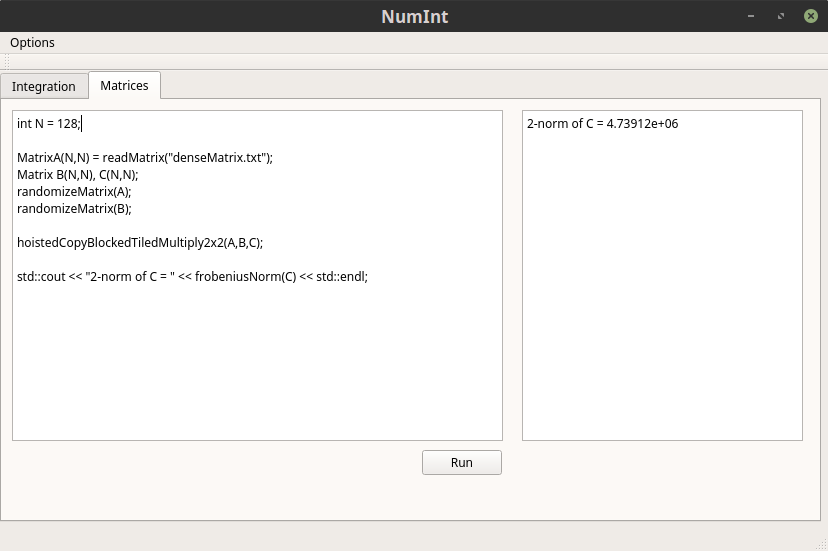 NumInt
Options
Integration
Matrices
int N = 128;
MatrixA(N,N) = readMatrix("denseMatrix.txt");
Matrix B(N,N), C(N,N);
randomizeMatrix(A);
randomizeMatrix(B);
hoistedCopyBlockedTiledMultiply2x2(A,B,C);
std::cout << "2-norm of C = " << frobeniusNorm(C) << std::endl;
2-norm of C = 4.73912e+06
Run